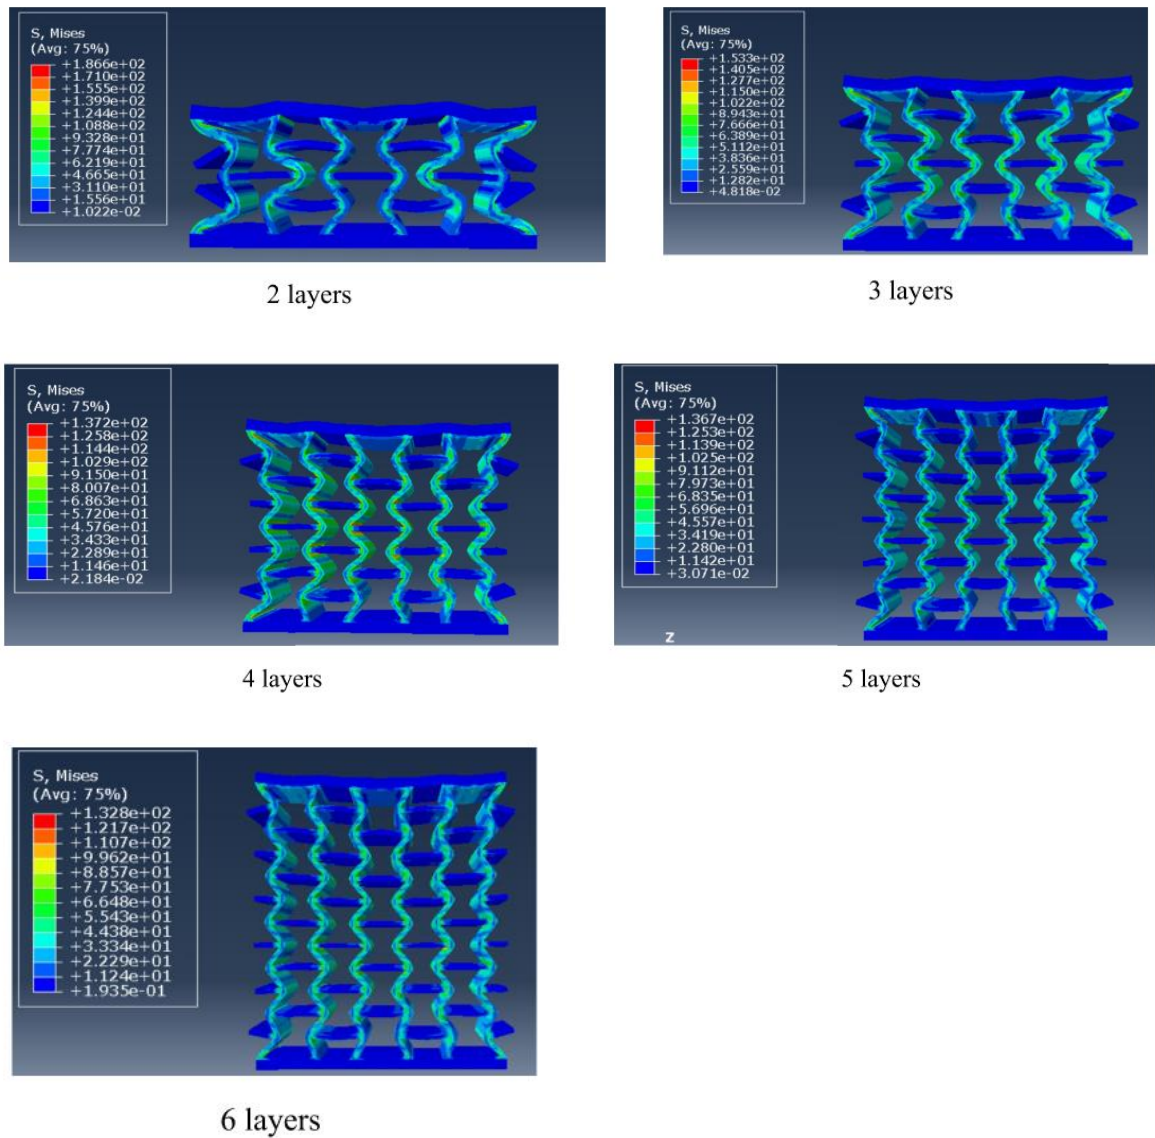 S, Mises
(Avg: 75%)
+1.866e+02
+1.710e+02
+1.555e+02
+1.399e+02
+1.244e+02
+1.088e+02
+9.328e+01
+7.774e+01
+6.219e+01
+4.665e+01
+3.110e+01
+1.556e+01
+1.022e-02
2 layers
S, Mises
(Avg: 75%)
+1.533e+02
+1.405e+02
+1.277e+02
+1.150e+02
+1.022e+02
+8.943e+01
+7.666e+01
+6.389e+01
+5.112e+01
+3.836e+01
+2.559e+01
+1.282e+01
+4.818e-02
3 layers
S, Mises
(Avg: 75%)
+1.372e+02
+1.258e+02
+1.144e+02
+1.029e+02
+9.150e+01
+8.007e+01
+6.863e+01
+5.720e+01
+4.576e+01
+3.433e+01
+2.289e+01
+1.146e+01
+2.184e-02
4 layers
S, Mises
(Avg: 75%)
+1.367e+02
+1.253e+02
+1.139e+02
+1.025e+02
+9.112e+01
+7.973e+01
+6.835e+01
+5.696e+01
+4.557e+01
+3.419e+01
+2.280e+01
+1.142e+01
+3.071e-02
z
5 layers
S, Mises
(Avg: 75%)
+1.328e+02
+1.217e+02
+1.107e+02
+9.962e+01
+8.857e+01
+7.753e+01
+6.648e+01
+5.543e+01
+4.438e+01
+3.334e+01
+2.229e+01
+1.124e+01
+1.935e-01
6 layers